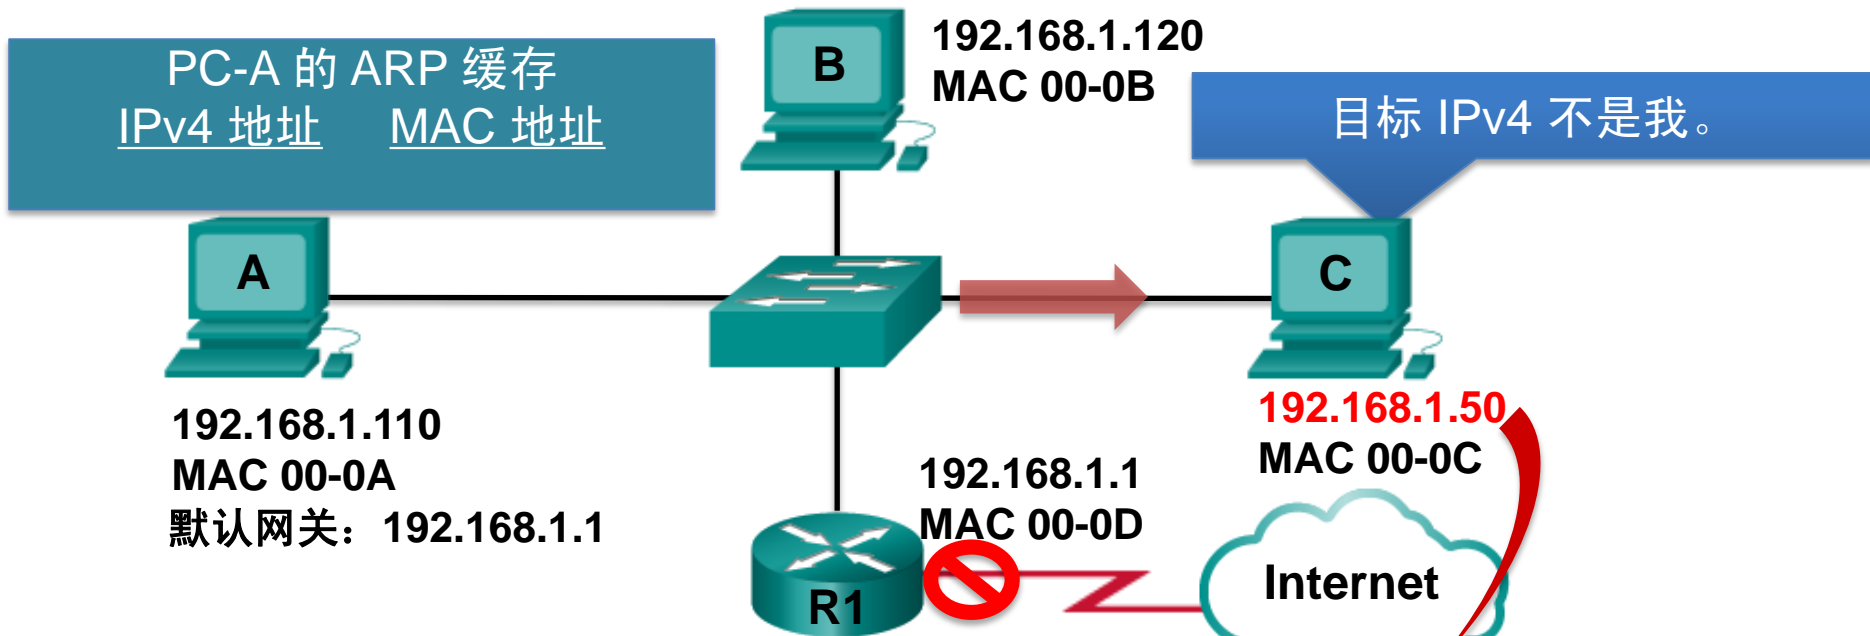 PC-A 的 ARP 缓存
IPv4 地址 MAC 地址
B
192.168.1.120
MAC 00-0B
目标 IPv4 不是我。
A
C
192.168.1.110
MAC 00-0A
默认网关：192.168.1.1
192.168.1.50
MAC 00-0C
192.168.1.1
MAC 00-0D
R1
Internet